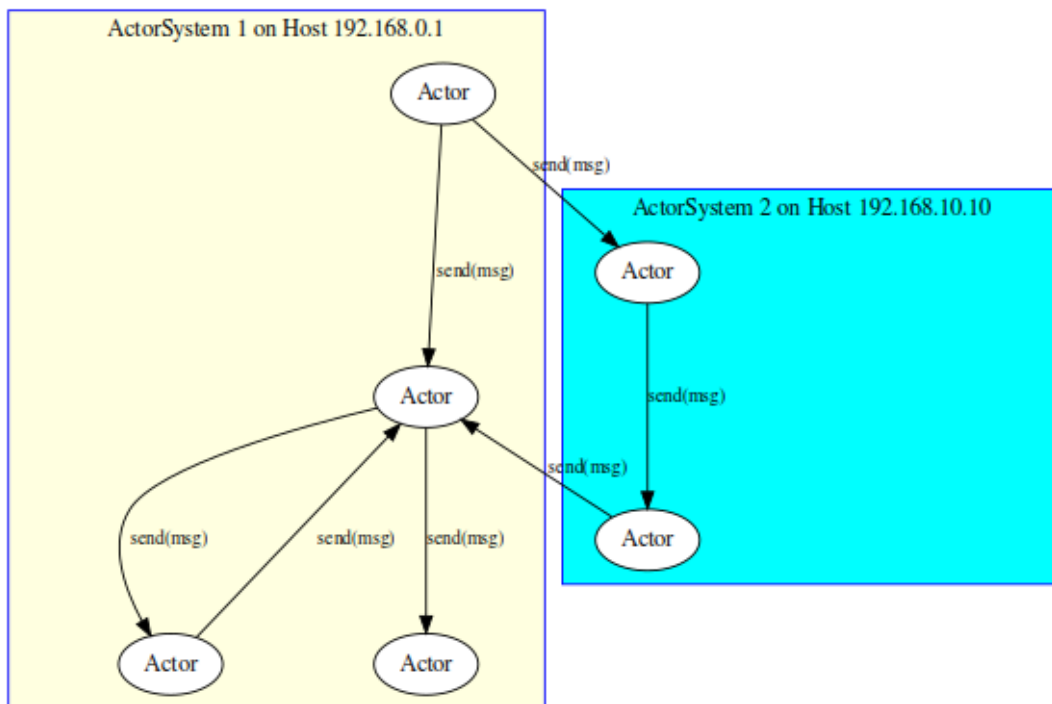 ActorSystem 1 on Host 192.168.0.1
Actor
send(msg)
ActorSystem 2 on Host 192.168.10.10
Actor
send(msg)
Actor
send(msg)
send(msg)
send(msg)
send(msg)
send(msg)
Actor
Actor
Actor